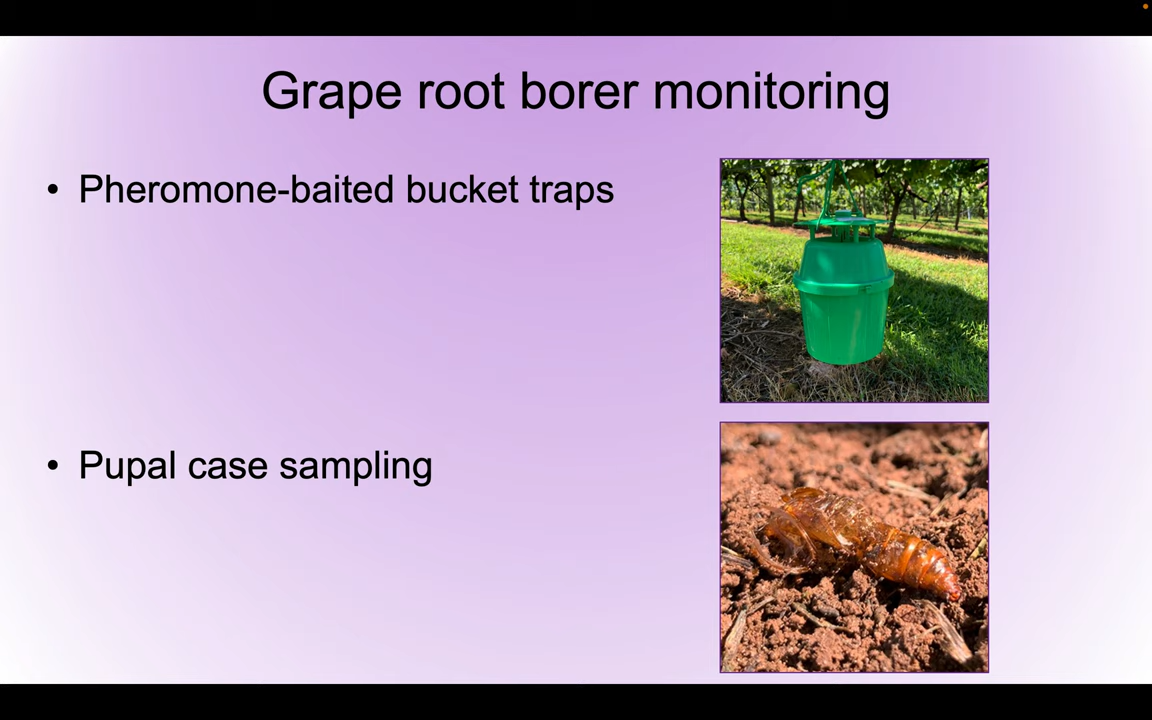 Grape root borer monitoring
• Pheromone-baited bucket traps
• Pupal case sampling